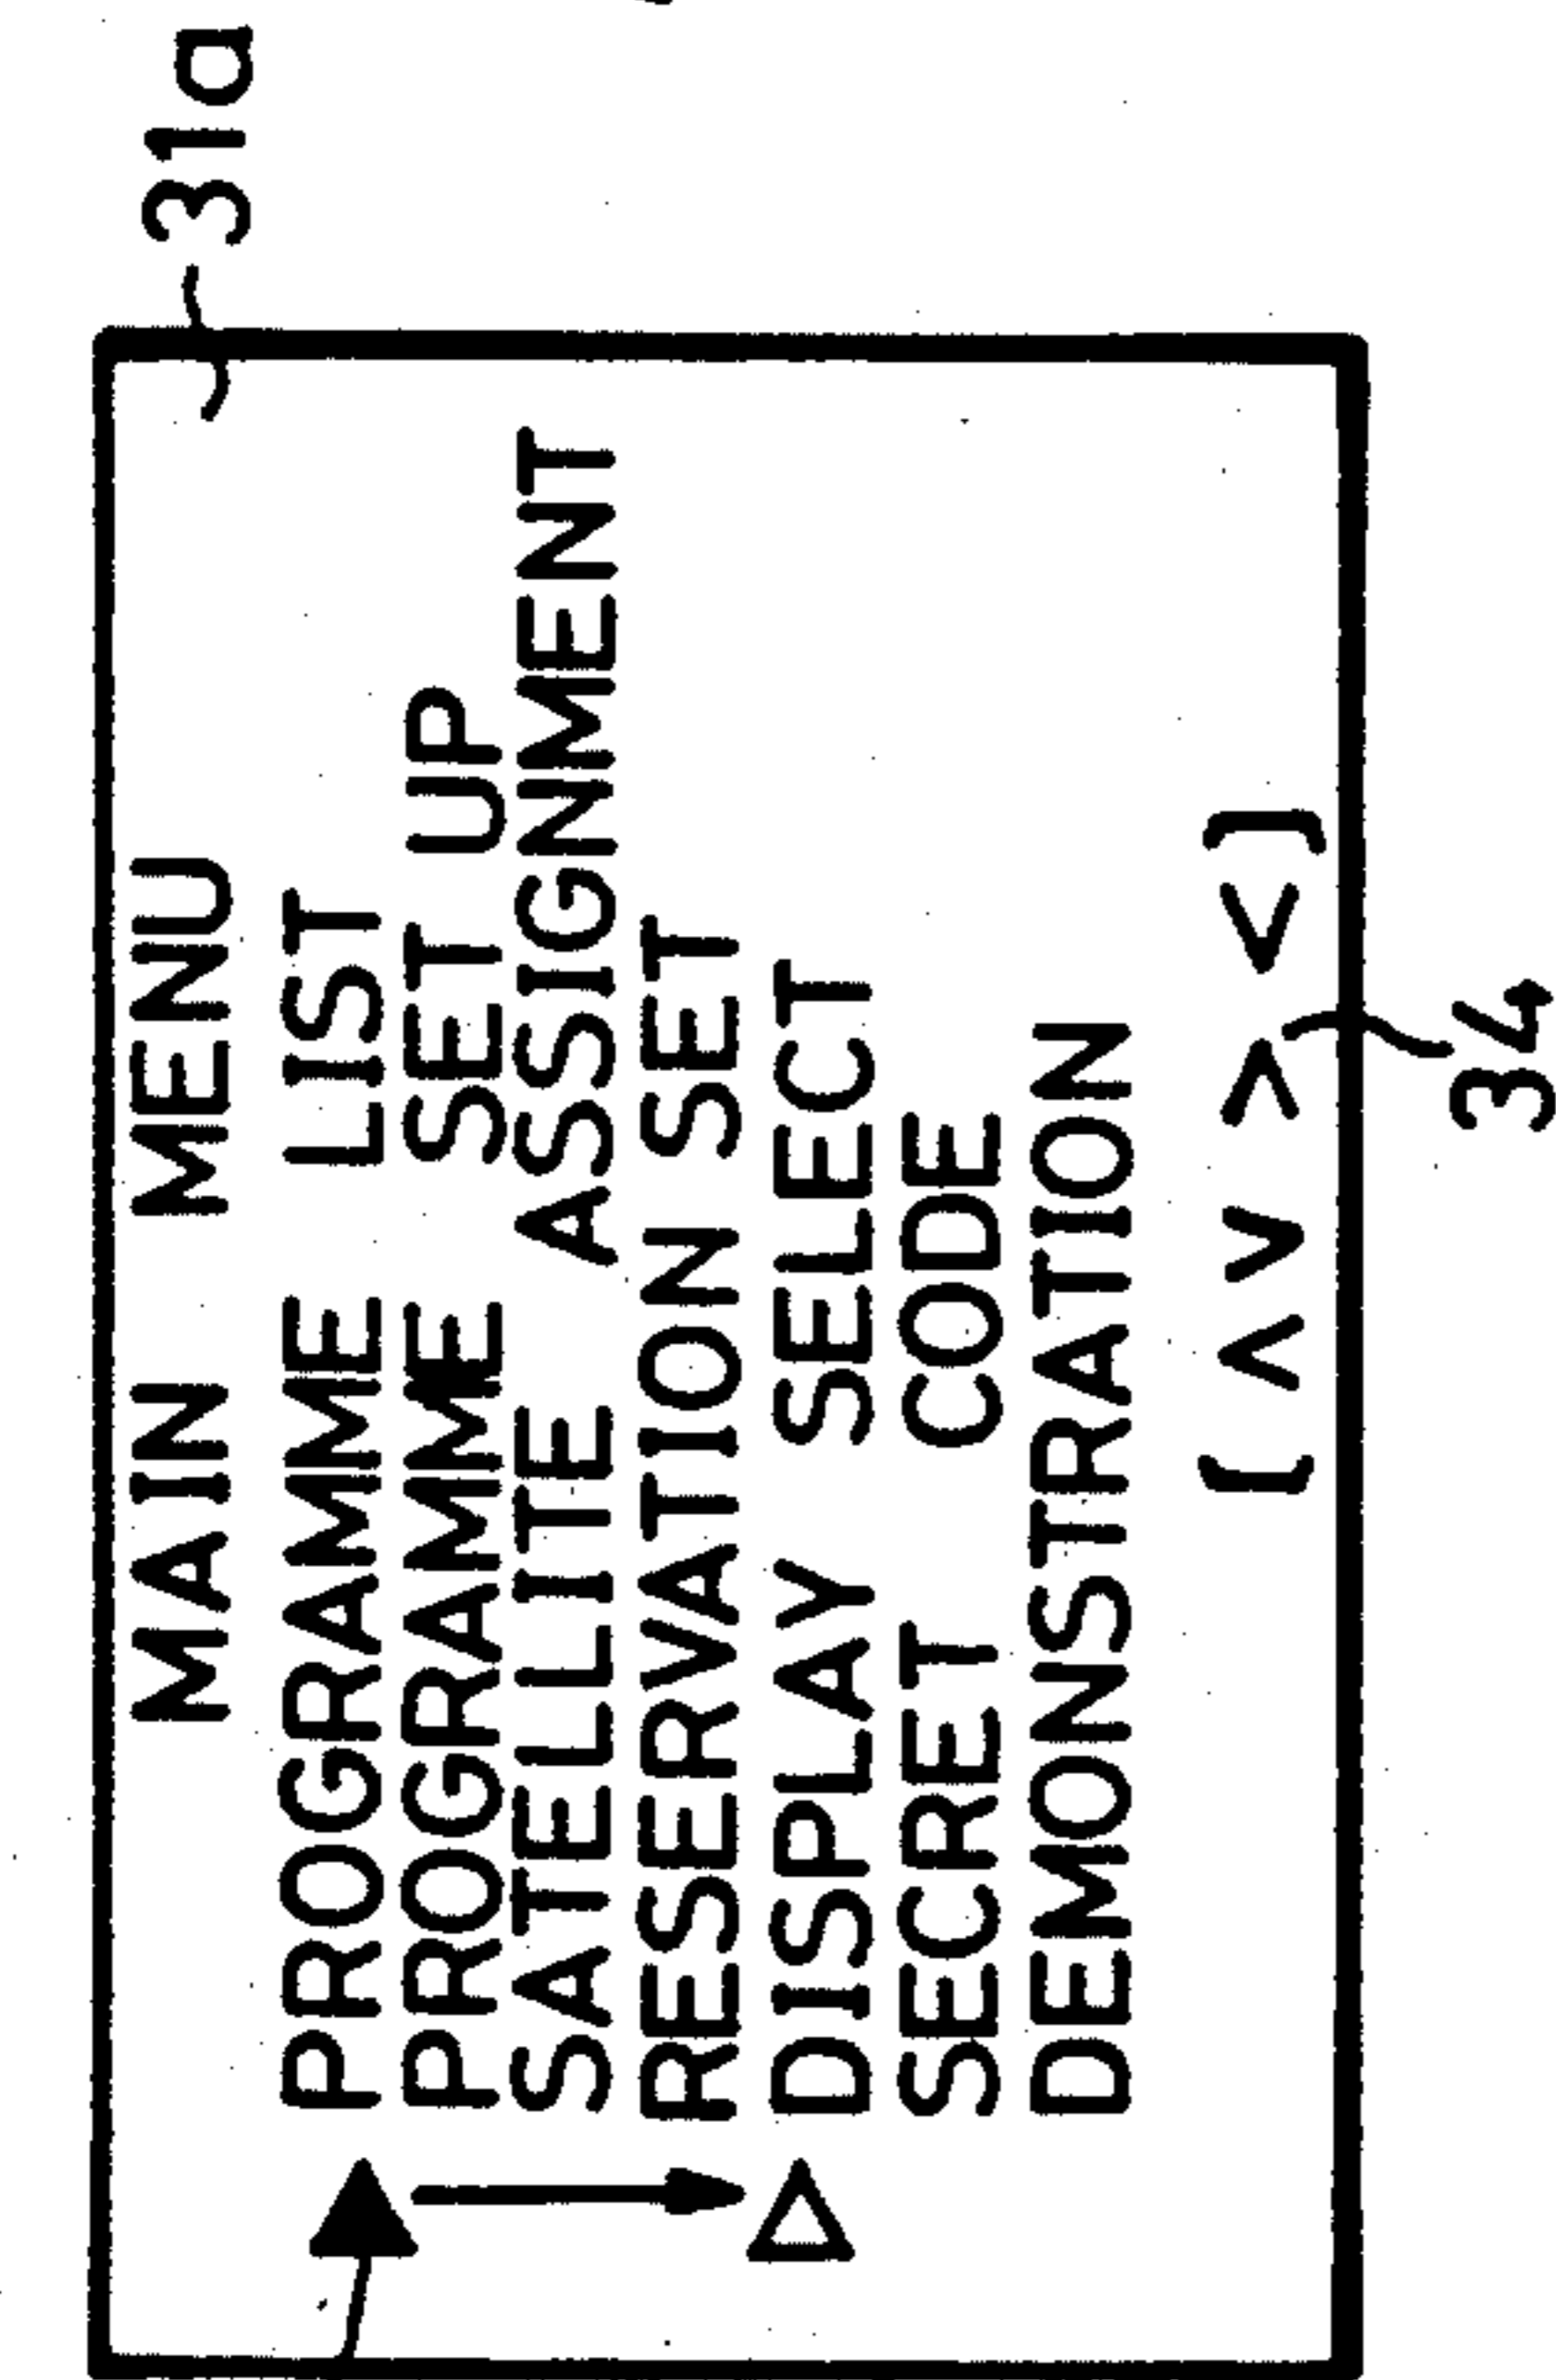 31a
MAIN MENU
PROGRAMME LIST
PROGRAMME SET UP
SATELLITE ASSIGNMENT
RESERVATION SET
DISPLAY SELECT
SECRET CODE
DEMONSTRATION
[ ∧ ∨ > < ]
34